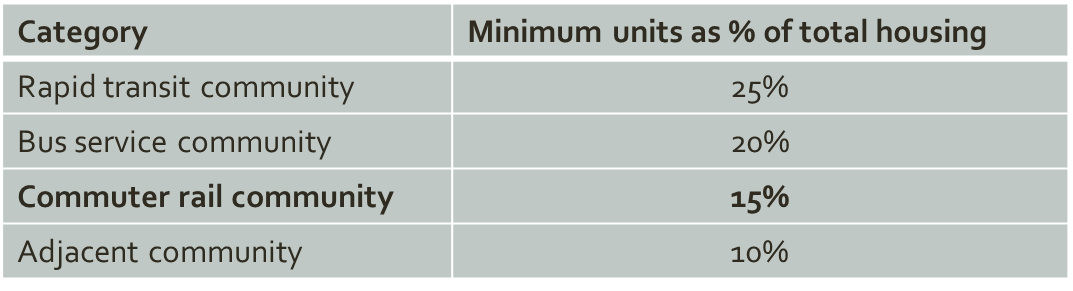 Category Minimum units as % of total housing
Rapid transit community 25%
Bus service community 20%
Commuter rail community 15%
Adjacent community 10%